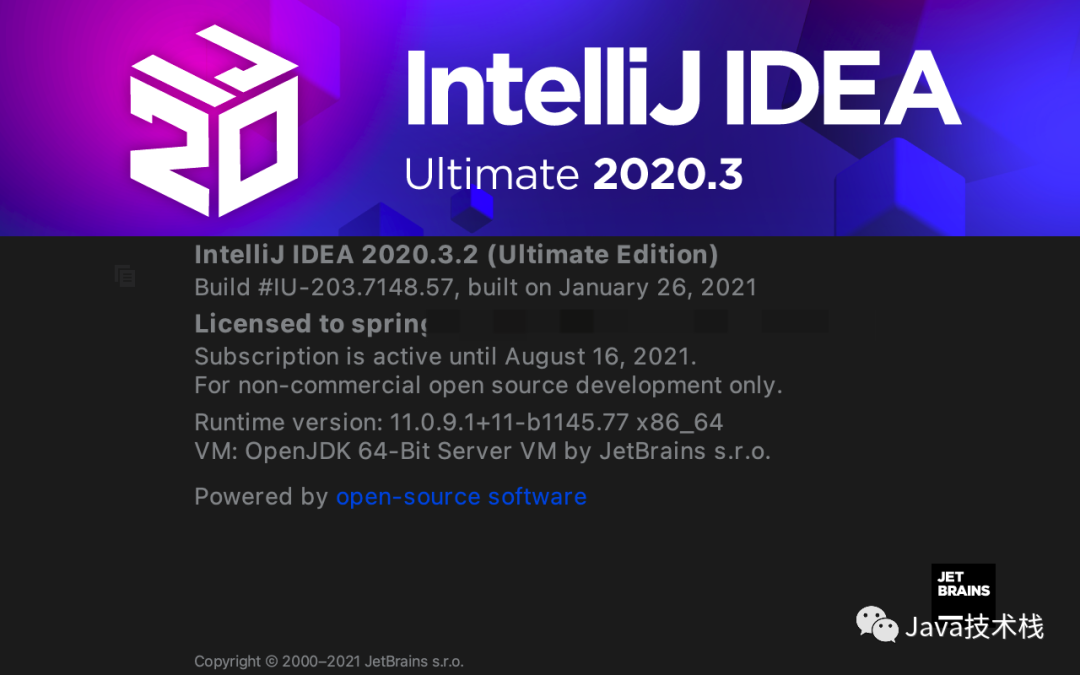 IJ
20
IntelliJ IDEA
Ultimate 2020.3
IntelliJ IDEA 2020.3.2 (Ultimate Edition)
Build #IU-203.7148.57, built on January 26, 2021
Licensed to spring
Subscription is active until August 16, 2021.
For non-commercial open source development only.
Runtime version: 11.0.9.1+11-b1145.77 x86_64
VM: OpenJDK 64-Bit Server VM by JetBrains s.r.o.
Powered by open-source software
JET
BRAINS
Java技术栈
Copyright © 2000–2021 JetBrains s.r.o.